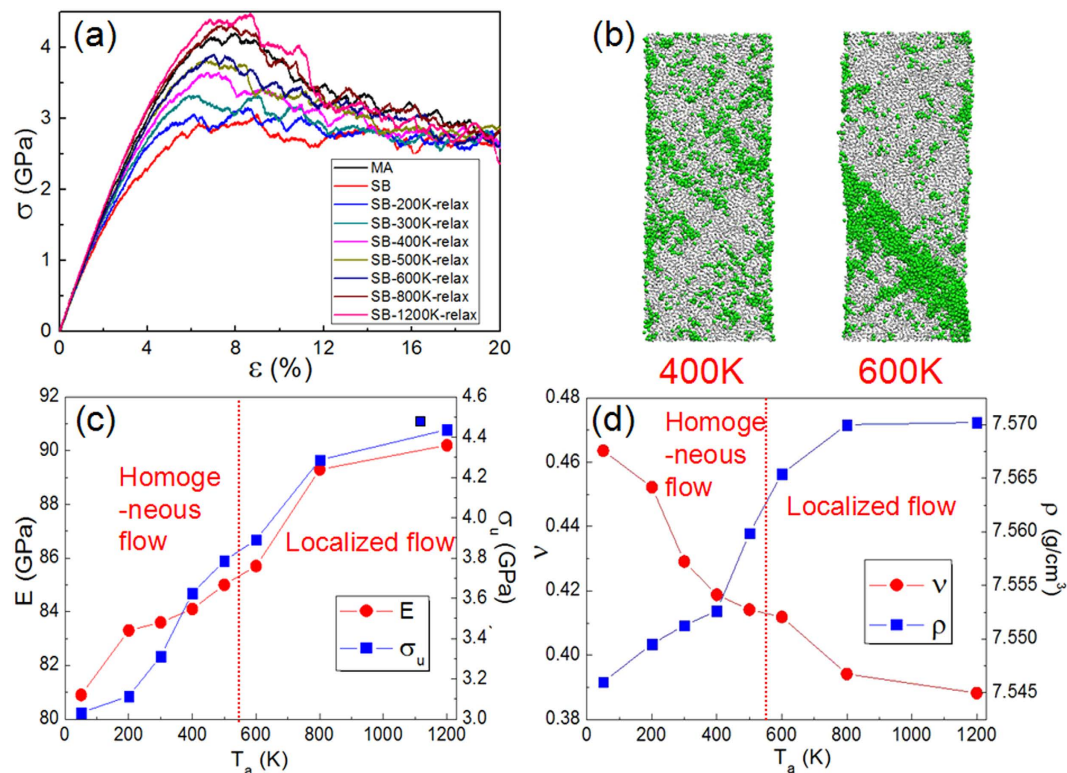 (a)
σ (GPa)
4
3
2
1
0
MA
SB
SB-200K-relax
SB-300K-relax
SB-400K-relax
SB-500K-relax
SB-600K-relax
SB-800K-relax
SB-1200K-relax
0 4 8 12 16 20
ε (%)
(b)
400K 600K
(c)
E (GPa)
92
91
90
88
86
84
82
81
80
Homoge
-neous
flow
Localized flow
E
σu
4.6
4.4
4.2
4.0
3.8
3.6
3.4
3.2
3.0
σu (GPa)
0 200 400 600 800 1000 1200
Ta (K)
(d)
ν
0.48
0.46
0.44
0.42
0.40
0.38
Homoge
-neous
flow
Localized flow
ν
ρ
7.570
7.565
7.560
7.555
7.550
7.545
ρ (g/cm3)
0 200 400 600 800 1000 1200
Ta (K)